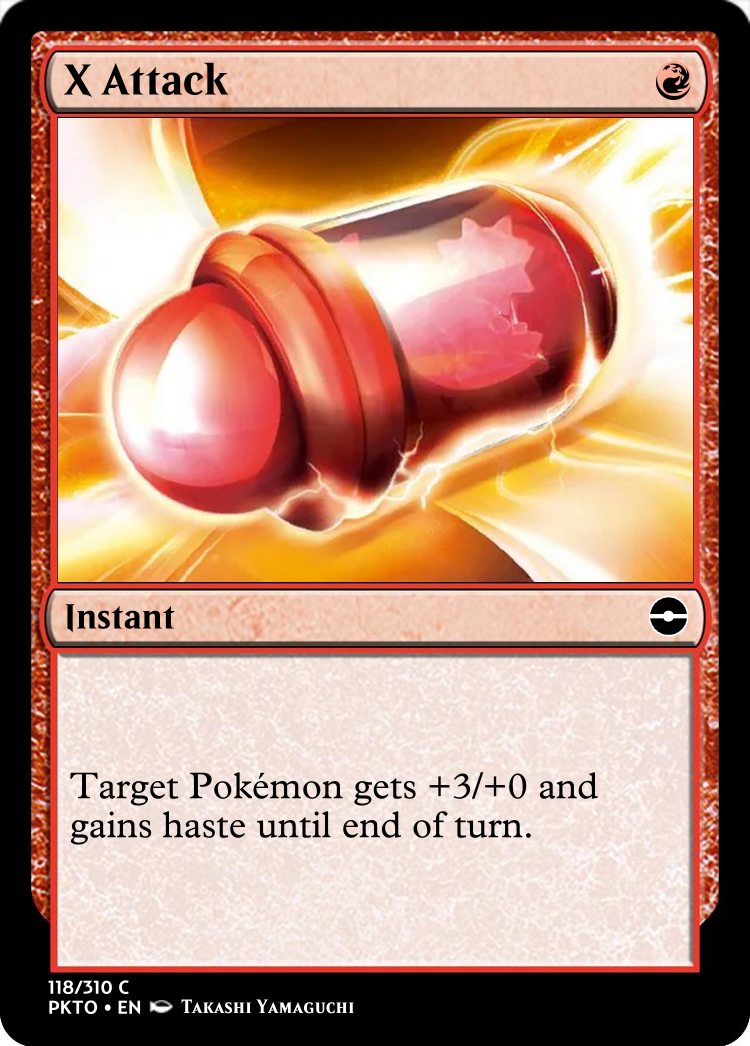 X Attack
Instant
Target Pokémon gets +3/+0 and
gains haste until end of turn.
118/310 C
PKTO • EN Takashi Yamaguchi